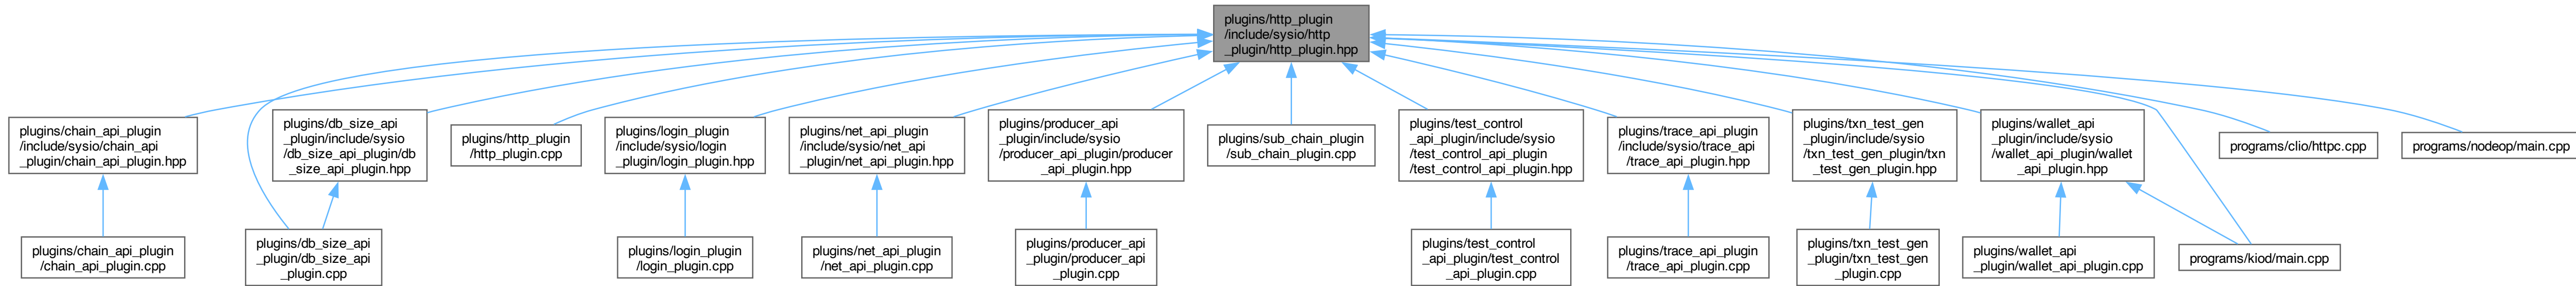 plugins/http_plugin
/include/sysio/http
_plugin/http_plugin.hpp
plugins/chain_api_plugin
/include/sysio/chain_api
_plugin/chain_api_plugin.hpp
plugins/db_size_api
_plugin/include/sysio
/db_size_api_plugin/db
_size_api_plugin.hpp
plugins/http_plugin
/http_plugin.cpp
plugins/login_plugin
/include/sysio/login
_plugin/login_plugin.hpp
plugins/net_api_plugin
/include/sysio/net_api
_plugin/net_api_plugin.hpp
plugins/producer_api
_plugin/include/sysio
/producer_api_plugin/producer
_api_plugin.hpp
plugins/sub_chain_plugin
/sub_chain_plugin.cpp
plugins/test_control
_api_plugin/include/sysio
/test_control_api_plugin
/test_control_api_plugin.hpp
plugins/trace_api_plugin
/include/sysio/trace_api
/trace_api_plugin.hpp
plugins/txn_test_gen
_plugin/include/sysio
/txn_test_gen_plugin/txn
_test_gen_plugin.hpp
plugins/wallet_api
_plugin/include/sysio
/wallet_api_plugin/wallet
_api_plugin.hpp
programs/clio/httpc.cpp
programs/nodeop/main.cpp
plugins/chain_api_plugin
/chain_api_plugin.cpp
plugins/db_size_api
_plugin/db_size_api
_plugin.cpp
plugins/login_plugin
/login_plugin.cpp
plugins/net_api_plugin
/net_api_plugin.cpp
plugins/producer_api
_plugin/producer_api
_plugin.cpp
plugins/test_control
_api_plugin/test_control
_api_plugin.cpp
plugins/trace_api_plugin
/trace_api_plugin.cpp
plugins/txn_test_gen
_plugin/txn_test_gen
_plugin.cpp
plugins/wallet_api
_plugin/wallet_api_plugin.cpp
programs/kiod/main.cpp